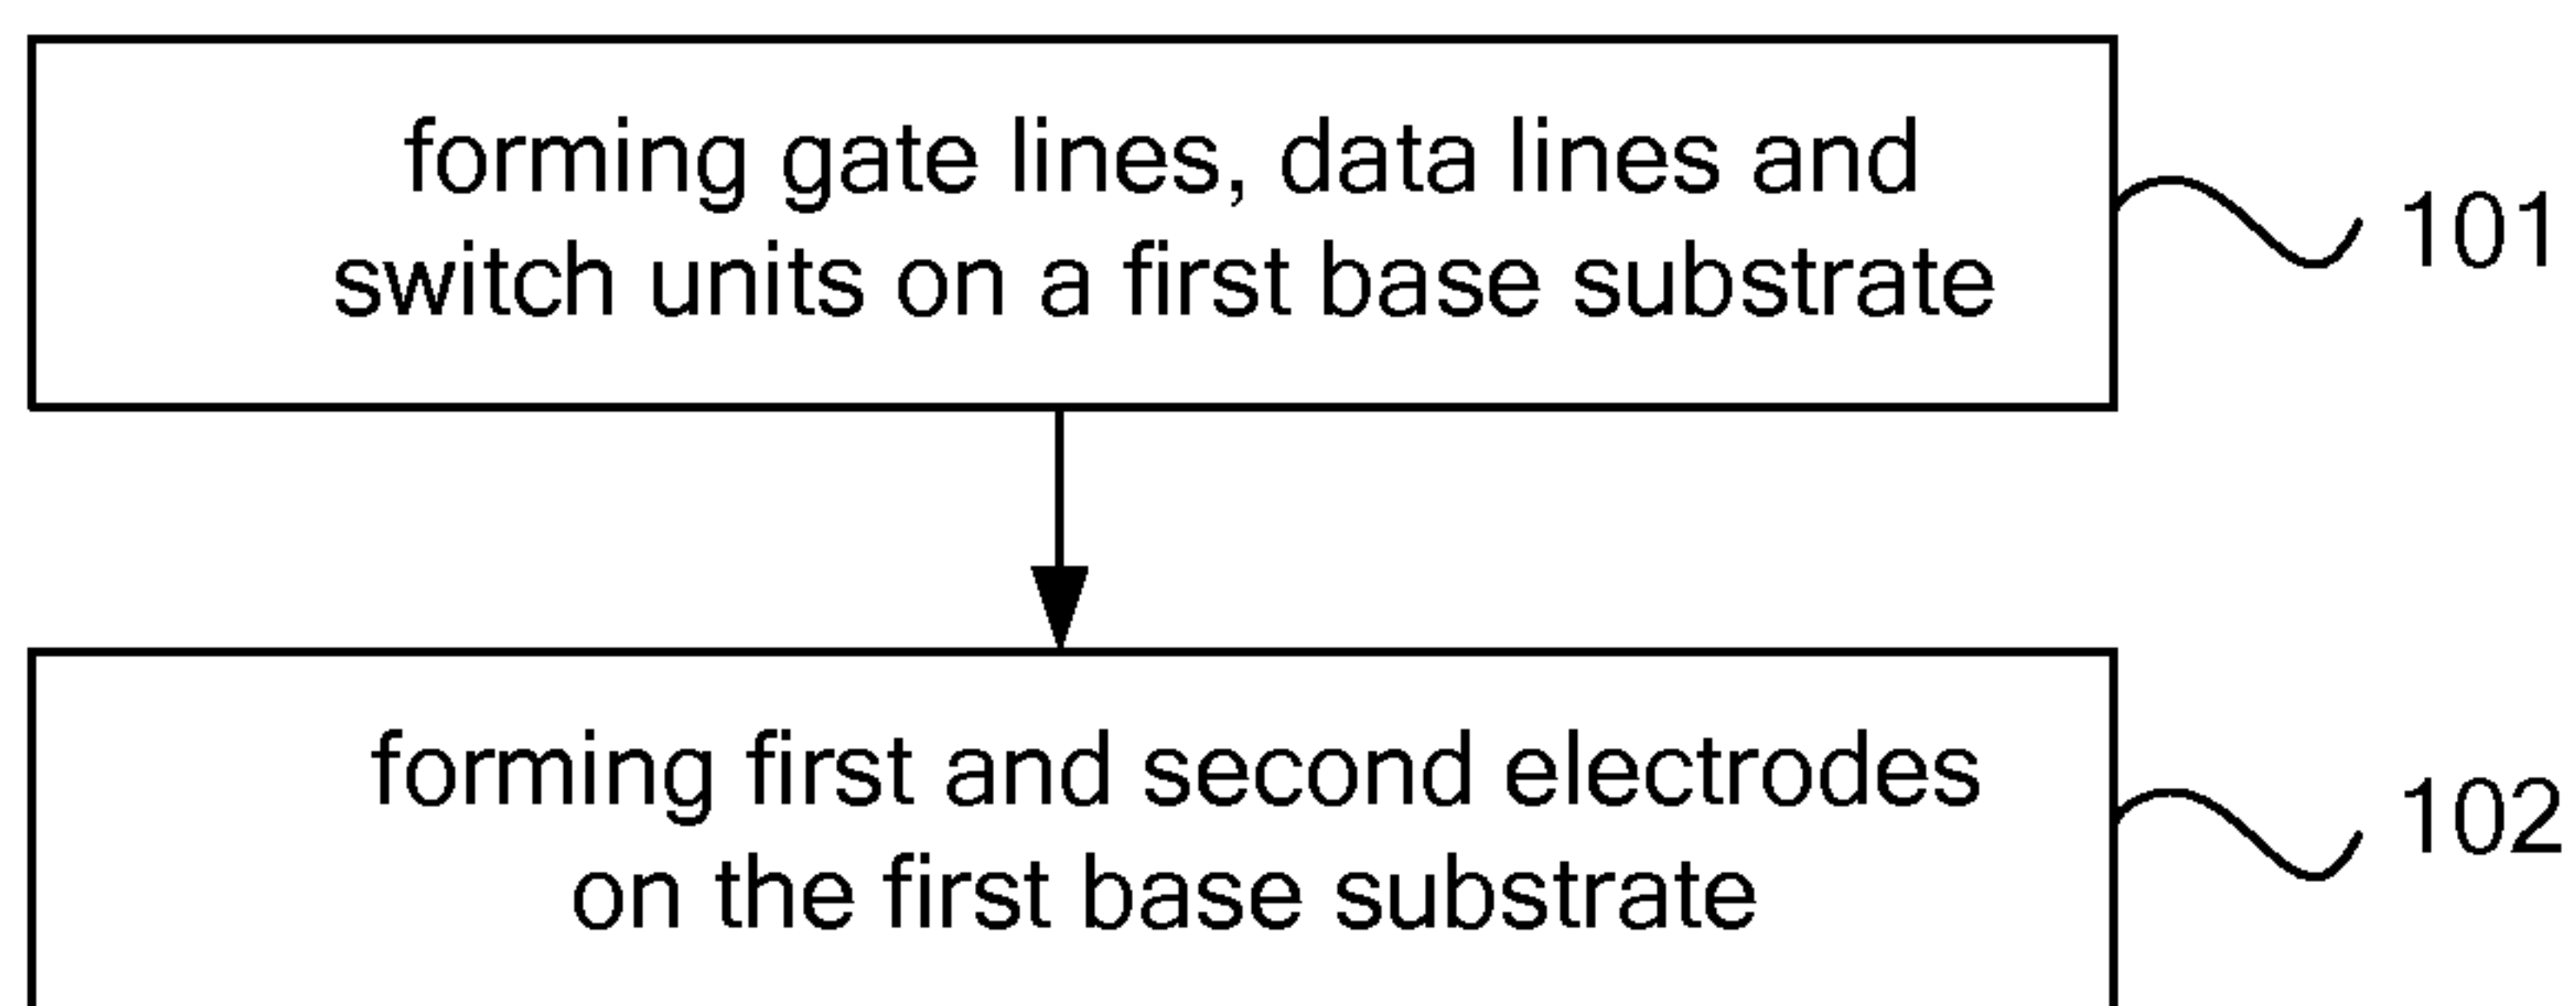 forming gate lines, data lines and
switch units on a first base substrate
101
forming first and second electrodes
on the first base substrate
102